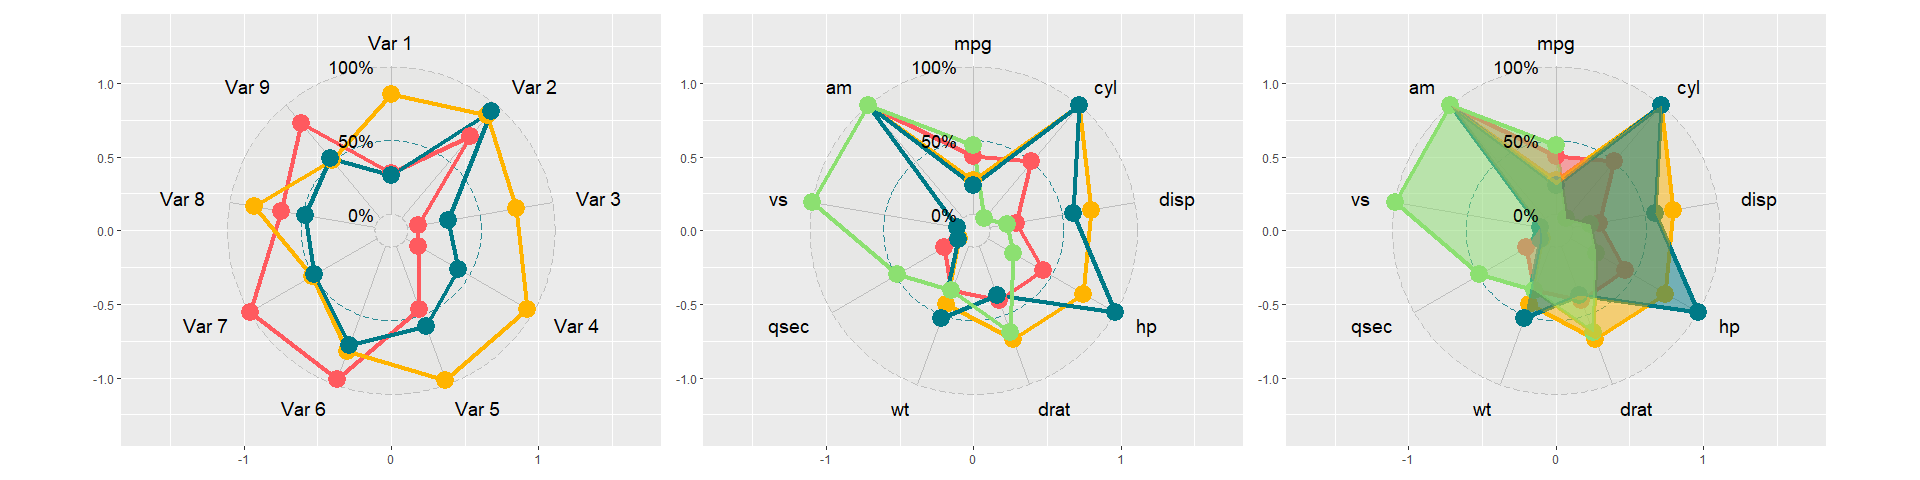 Var 1
100%
Var 9
Var 2
1.0
50%
0.5
Var 8
Var 3
0%
0.0
-0.5
Var 7
Var 4
-1.0
Var 6
Var 5
-1
0
1
mpg
100%
am
cyl
1.0
50%
0.5
vs
disp
0%
0.0
-0.5
qsec
hp
-1.0
wt
drat
-1
0
1
mpg
100%
am
cyl
1.0
50%
0.5
vs
disp
0%
0.0
-0.5
qsec
hp
-1.0
wt
drat
-1
0
1